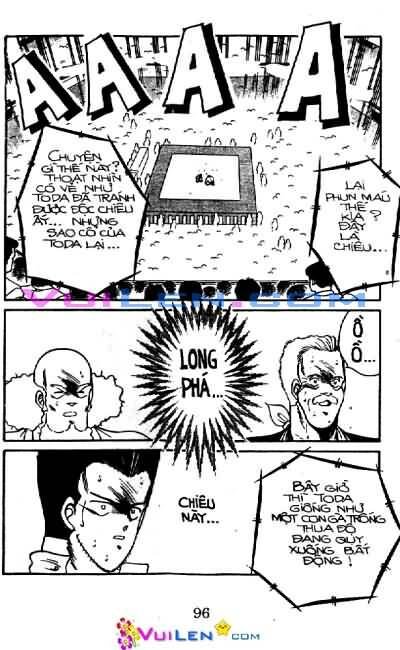 AAAA
LẠI
PHUN MÁU
THẾ
KIA?
ĐÂY
LÀ
CHIÊU...
CHUYỆN
GÌ THẾ NÀY?
THOẠT NHÌN
CÓ VẺ NHƯ
TODA ĐÃ TRÁNH
ĐƯỢC ĐỘC CHIÊU
ẤY... NHƯNG
SAO CỔ CỦA
TODA LẠI...
VUILEN.COM
Ồ
Ồ...
LONG
PHÁ...
BÂY GIỜ
THÌ TODA
GIỐNG NHƯ
MỘT CON GÀ TRỐNG
THUA ĐỘ
ĐANG QUỴ
XUỐNG BẤT
ĐỘNG!
CHIÊU
NÀY...
96
VUILEN.COM